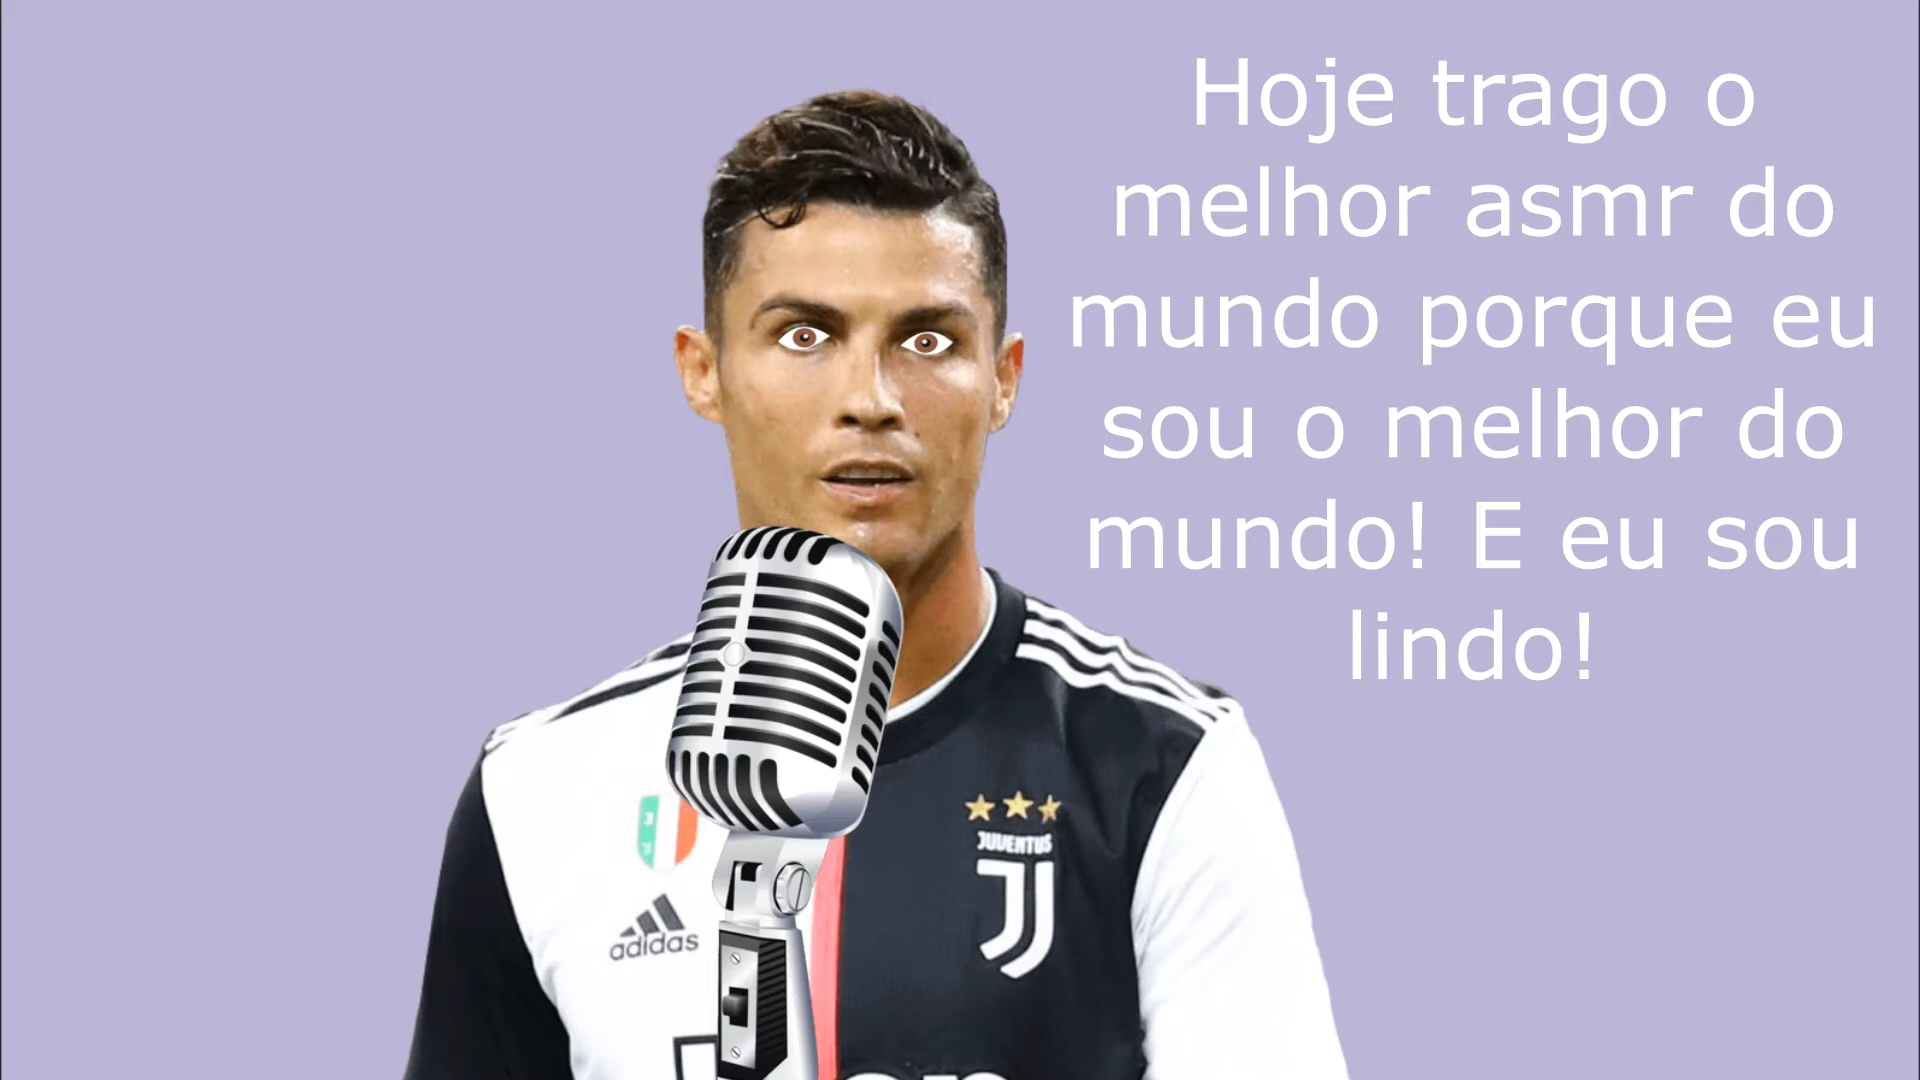 Hoje trago o
melhor asmr do
mundo porque eu
sou o melhor do
mundo! E eu sou
lindo!
JUVENTUS
adidas